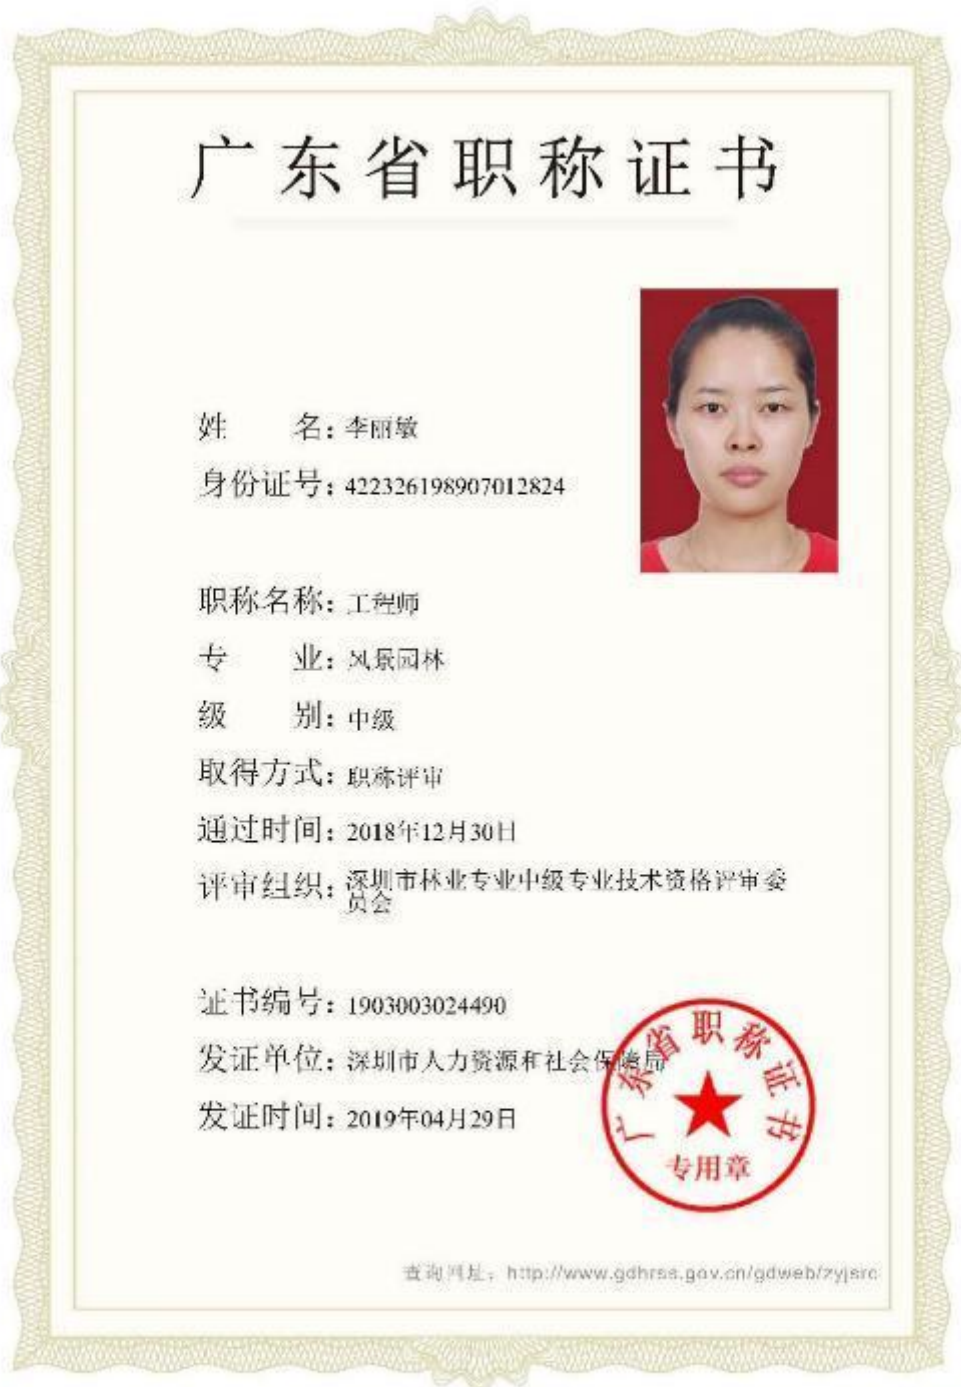 广东省职称证书
姓 名：李丽敏
身份证号：422326198907012824
职称名称：工程师
专 业：风景园林
级 别：中级
取得方式：职称评审
通过时间：2018年12月30日
评审组织：深圳市林业专业中级专业技术资格评审委
员会
证书编号：1903003024490
发证单位：深圳市人力资源和社会保障局
发证时间：2019年04月29日
广东省职称证书
专用章
查询网址：http://www.gdhrss.gov.cn/gdweb/zyjsrc